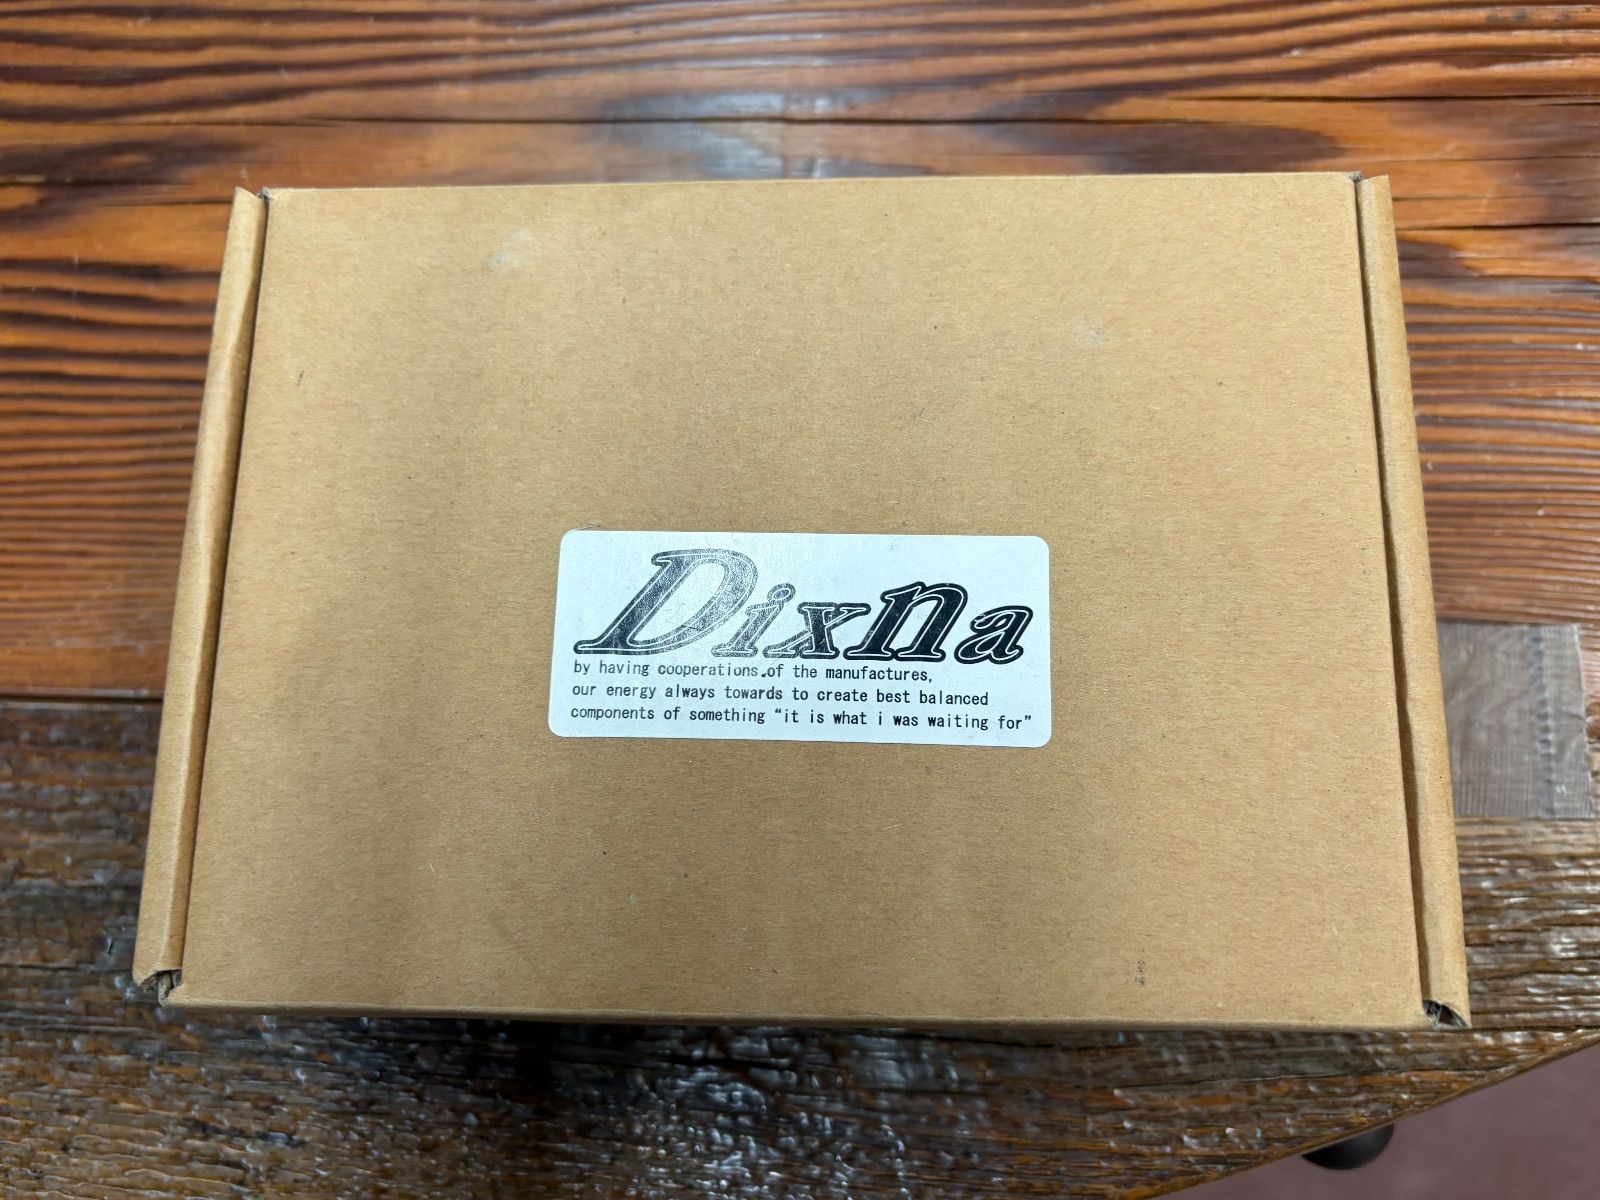 Dixna
by having cooperations.of the manufactures,
our energy always towards to create best balanced
components of something “it is what i was waiting for”